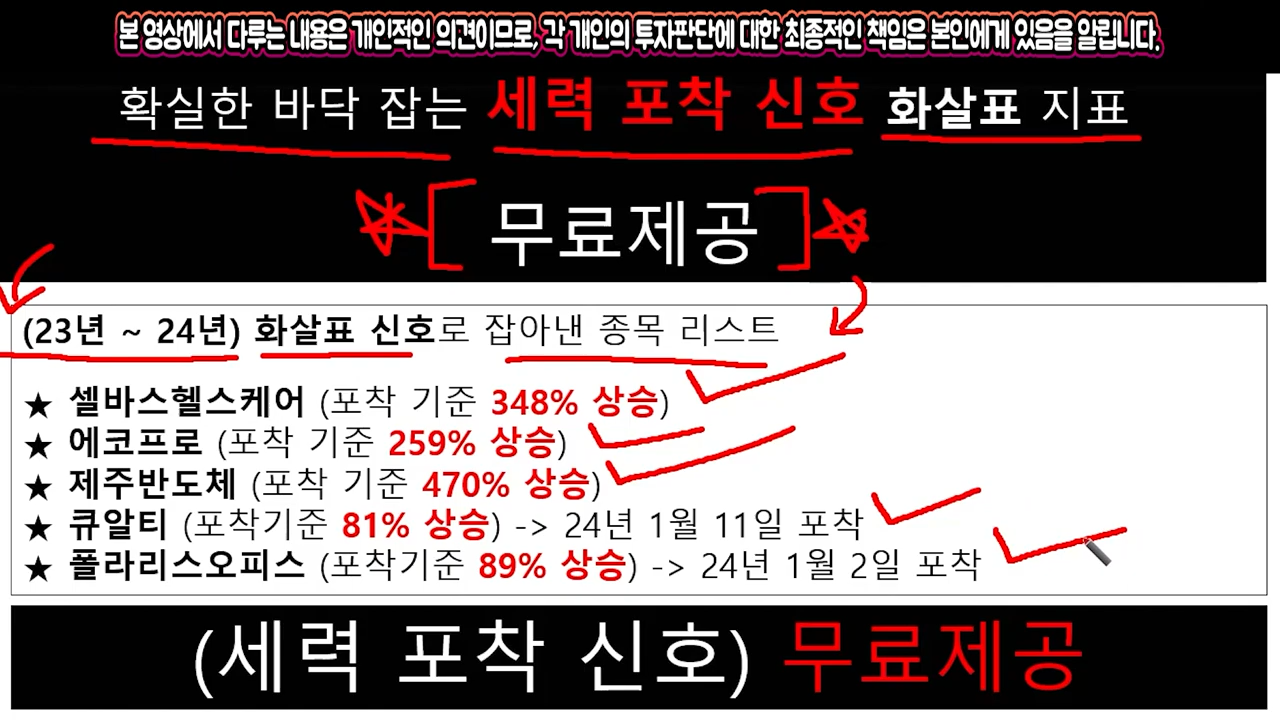 본 영상에서 다루는 내용은 개인적인 의견이므로, 각 개인의 투자판단에 대한 최종적인 책임은 본인에게 있음을 알립니다.
확실한 바닥 잡는 세력 포착 신호 화살표 지표
무료제공
(23년 ~ 24년) 화살표 신호로 잡아낸 종목 리스트
★ 셀바스헬스케어 (포착 기준 348% 상승)
★ 에코프로 (포착 기준 259% 상승)
★ 제주반도체 (포착 기준 470% 상승)
★ 큐알티 (포착기준 81% 상승) -> 24년 1월 11일 포착
★ 폴라리스오피스 (포착기준 89% 상승) -> 24년 1월 2일 포착
(세력 포착 신호) 무료제공